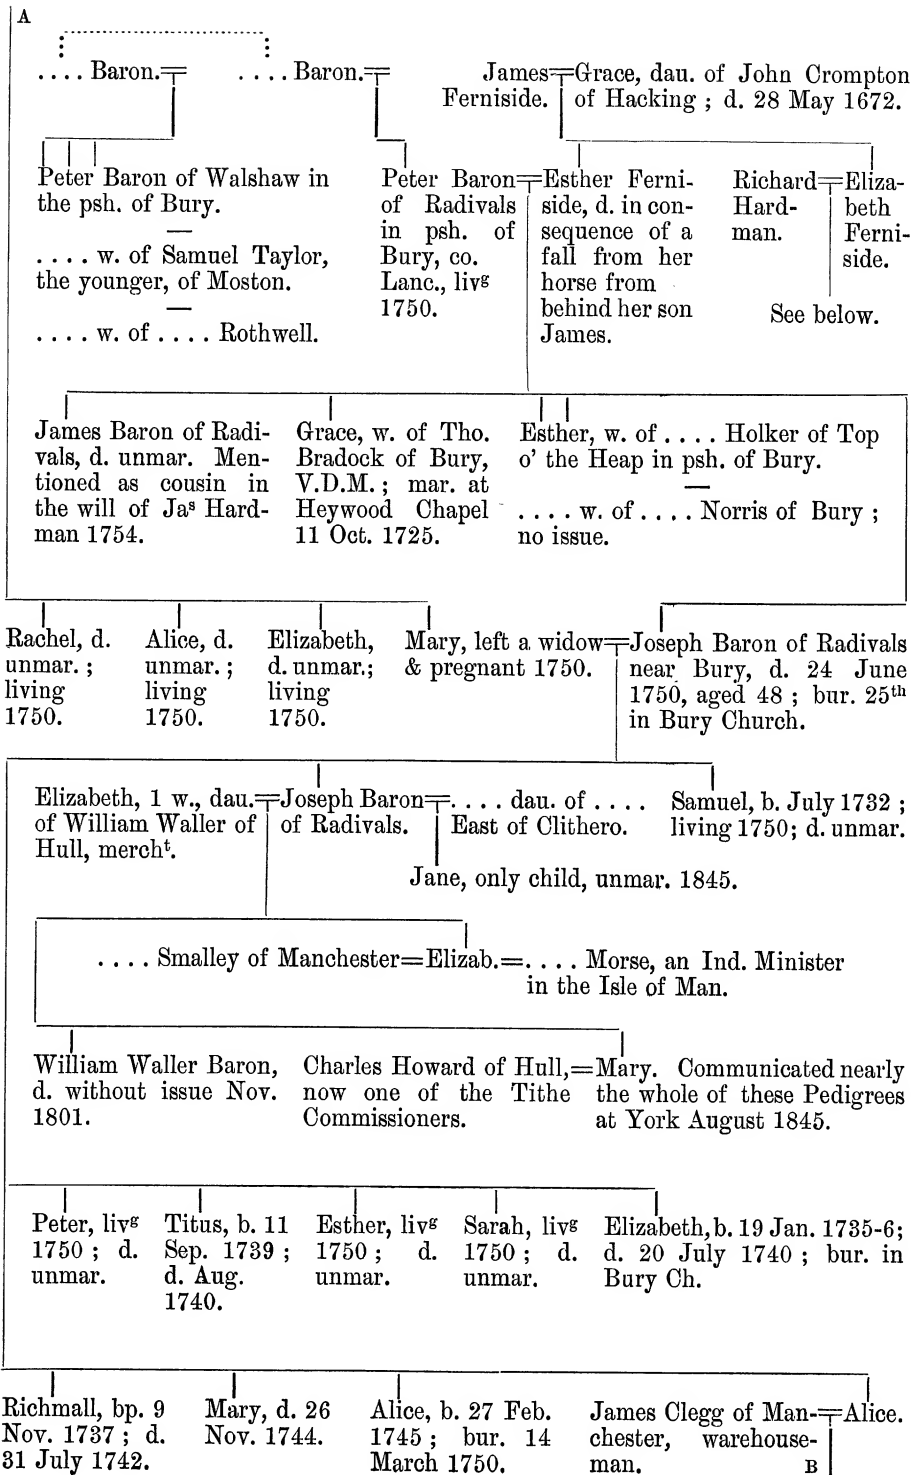 A
.... Baron.
.... Baron.
James=Grace, dau. of John Crompton
Ferniside. of Hacking ; d. 28 May 1672.
Peter Baron of Walshaw in
the psh. of Bury.
—
.... w. of Samuel Taylor,
the younger, of Moston.
—
.... w. of .... Rothwell.
Peter Baron=Esther Ferni-
of Radivals
in psh. of
Bury, co.
Lanc., livᵍ
1750.
side, d. in con-
sequence of a
fall from her
horse from
behind her son
James.
Richard=Eliza-
Hard-
man.
beth
Ferni-
side.
See below.
James Baron of Radi-
vals, d. unmar. Men-
tioned as cousin in
the will of Jaˢ Hard-
man 1754.
Grace, w. of Tho.
Bradock of Bury,
V.D.M. ; mar. at
Heywood Chapel
11 Oct. 1725.
Esther, w. of .... Holker of Top
o' the Heap in psh. of Bury.
—
.... w. of .... Norris of Bury ;
no issue.
Rachel, d.
unmar. ;
living
1750.
Alice, d.
unmar. ;
living
1750.
Elizabeth,
d. unmar.;
living
1750.
Mary, left a widow=Joseph Baron of Radivals
& pregnant 1750.
near Bury, d. 24 June
1750, aged 48 ; bur. 25ᵗʰ
in Bury Church.
Elizabeth, 1 w., dau.=Joseph Baron=.... dau. of ....
of William Waller of
Hull, merchᵗ.
of Radivals.
East of Clithero.
Samuel, b. July 1732 ;
living 1750; d. unmar.
Jane, only child, unmar. 1845.
.... Smalley of Manchester=Elizab.=.... Morse, an Ind. Minister
in the Isle of Man.
William Waller Baron,
d. without issue Nov.
1801.
Charles Howard of Hull,=Mary. Communicated nearly
now one of the Tithe
Commissioners.
the whole of these Pedigrees
at York August 1845.
Peter, livᵍ
1750 ; d.
unmar.
Titus, b. 11
Sep. 1739 ;
d. Aug.
1740.
Esther, livᵍ
1750 ; d.
unmar.
Sarah, livᵍ
1750 ; d.
unmar.
Elizabeth, b. 19 Jan. 1735-6;
d. 20 July 1740 ; bur. in
Bury Ch.
Richmall, bp. 9
Nov. 1737 ; d.
31 July 1742.
Mary, d. 26
Nov. 1744.
Alice, b. 27 Feb.
1745 ; bur. 14
March 1750.
James Clegg of Man-=Alice.
chester, warehouse-
man.
B